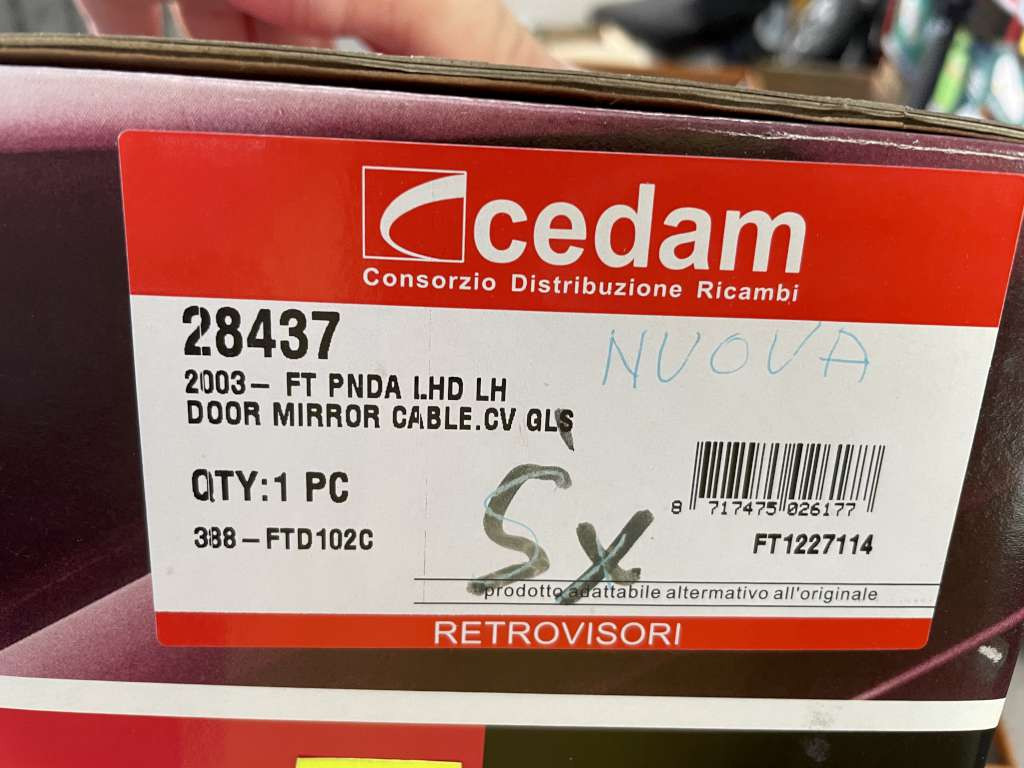 cedam
Consorzio Distribuzione Ricambi
28437
NUOVA
2003- FT PNDA LHD LH
DOOR MIRROR CABLE.CV GLS
QTY:1 PC
388-FTD102C
Sx
8 717475 026177
FT1227114
prodotto adattabile alternativo all'originale
RETROVISORI